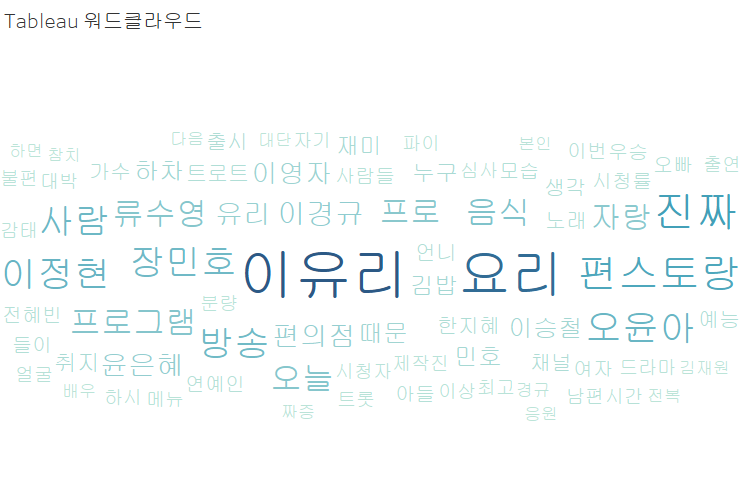 Tableau 워드클라우드
다음 출시 대단 자기 재미 파이 본인
하면 참치 이번 우승
불편 대박 가수 하차 트로트 이영자 사람들 누구 심사 모습 생각 시청률 오빠 출연
감태 사람 류수영 유리 이경규 프로 음식 노래 자랑 진짜
이정현 장민호 이유리 언니 김밥 요리 편스토랑
전혜빈 프로그램 분량 방송 편의점 때문 한지혜 이승철 오윤아 예능
들이 얼굴 취지 윤은혜 오늘 시청자 제작진 민호 채널 여자 드라마 김재원
배우 하시 메뉴 연예인 트롯 아들 이상 최고 경규 남편 시간 전복
짜증 응원